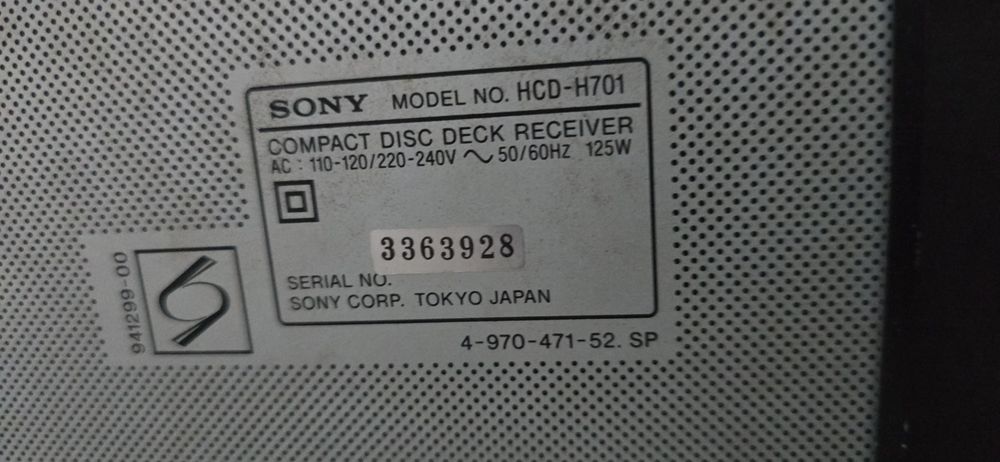 SONY MODEL NO. HCD-H701
COMPACT DISC DECK RECEIVER
AC : 110-120/220-240V ~ 50/60Hz 125W
3363928
SERIAL NO.
SONY CORP. TOKYO JAPAN
941299-00
4-970-471-52. SP